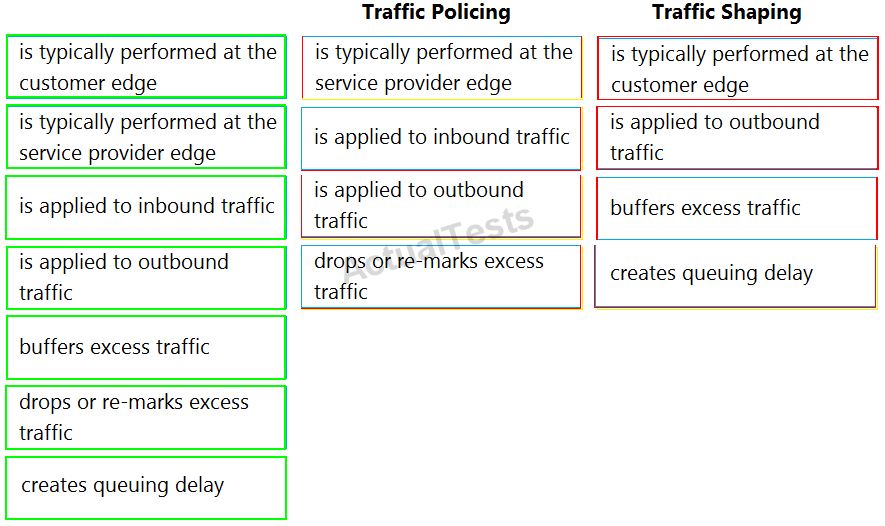 Traffic Policing
Traffic Shaping
is typically performed at the
customer edge
is typically performed at the
service provider edge
is applied to inbound traffic
is applied to outbound
traffic
buffers excess traffic
drops or re-marks excess
traffic
creates queuing delay
is typically performed at the
service provider edge
is applied to inbound traffic
is applied to outbound
traffic
drops or re-marks excess
traffic
is typically performed at the
customer edge
is applied to outbound
traffic
buffers excess traffic
creates queuing delay
ActualTests